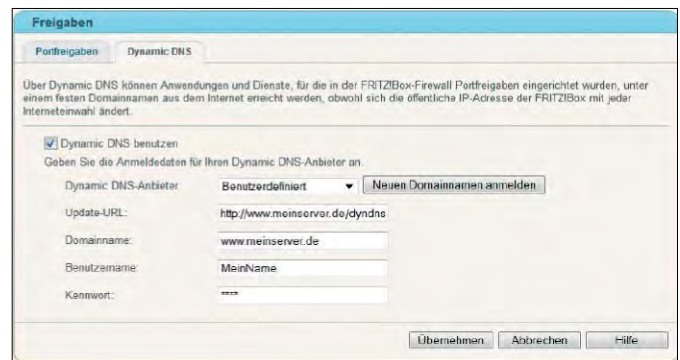 Freigaben
Portfreigaben
Dynamic DNS
Über Dynamic DNS können Anwendungen und Dienste, für die in der FRITZ!Box-Firewall Portfreigaben eingerichtet wurden, unter
einem festen Domainnamen aus dem Internet erreicht werden, obwohl sich die öffentliche IP-Adresse der FRITZ!Box mit jeder
Interneteinwahl ändert.
Dynamic DNS benutzen
Geben Sie die Anmeldedaten für Ihren Dynamic DNS-Anbieter an.
Dynamic DNS-Anbieter Benutzerdefiniert Neuen Domainnamen anmelden
Update-URL: http://www.meinserver.de/dyndns
Domainname: www.meinserver.de
Benutzername: MeinName
Kennwort: ****
Übernehmen Abbrechen Hilfe